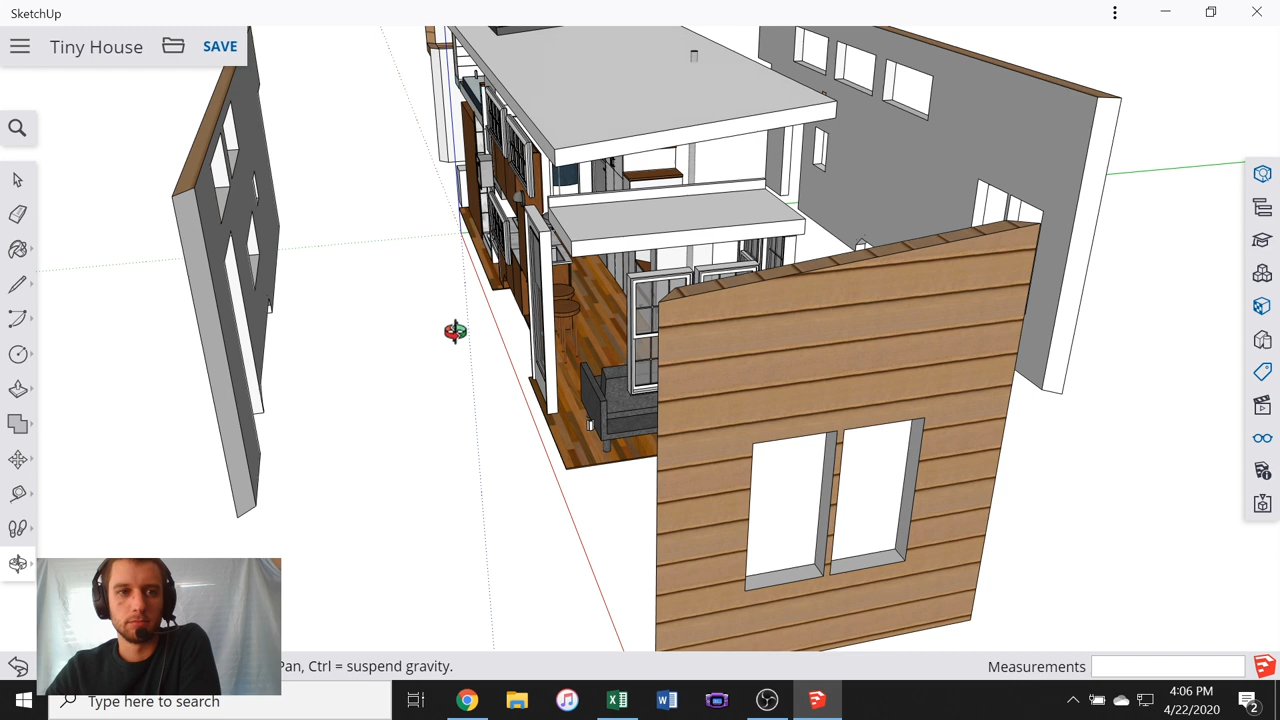 SketchUp
Tiny House
SAVE
Pan, Ctrl = suspend gravity.
Measurements
Type here to search
4:06 PM
4/22/2020
2